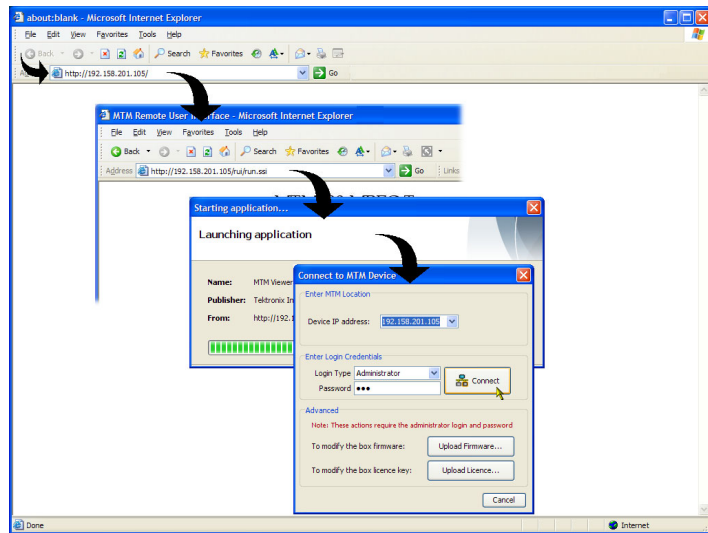 about:blank - Microsoft Internet Explorer
File Edit View Favorites Tools Help
Back Search Favorites
http://192.158.201.105/ Go
MTM Remote User - Microsoft Internet Explorer
File Edit View Favorites Tools Help
Back Search Favorites
Address http://192.158.201.105/rui/run.ssi Go Links
Starting application...
Launching application
Name: MTM Viewer
Publisher: Tektronix In
From: http://192.1
Connect to MTM Device
Enter MTM Location
Device IP address: 192.158.201.105
Enter Login Credentials
Login Type Administrator
Connect
Password •••
Advanced
Note: These actions require the administrator login and password
To modify the box firmware: Upload Firmware...
To modify the box licence key: Upload Licence...
Cancel
Done Internet